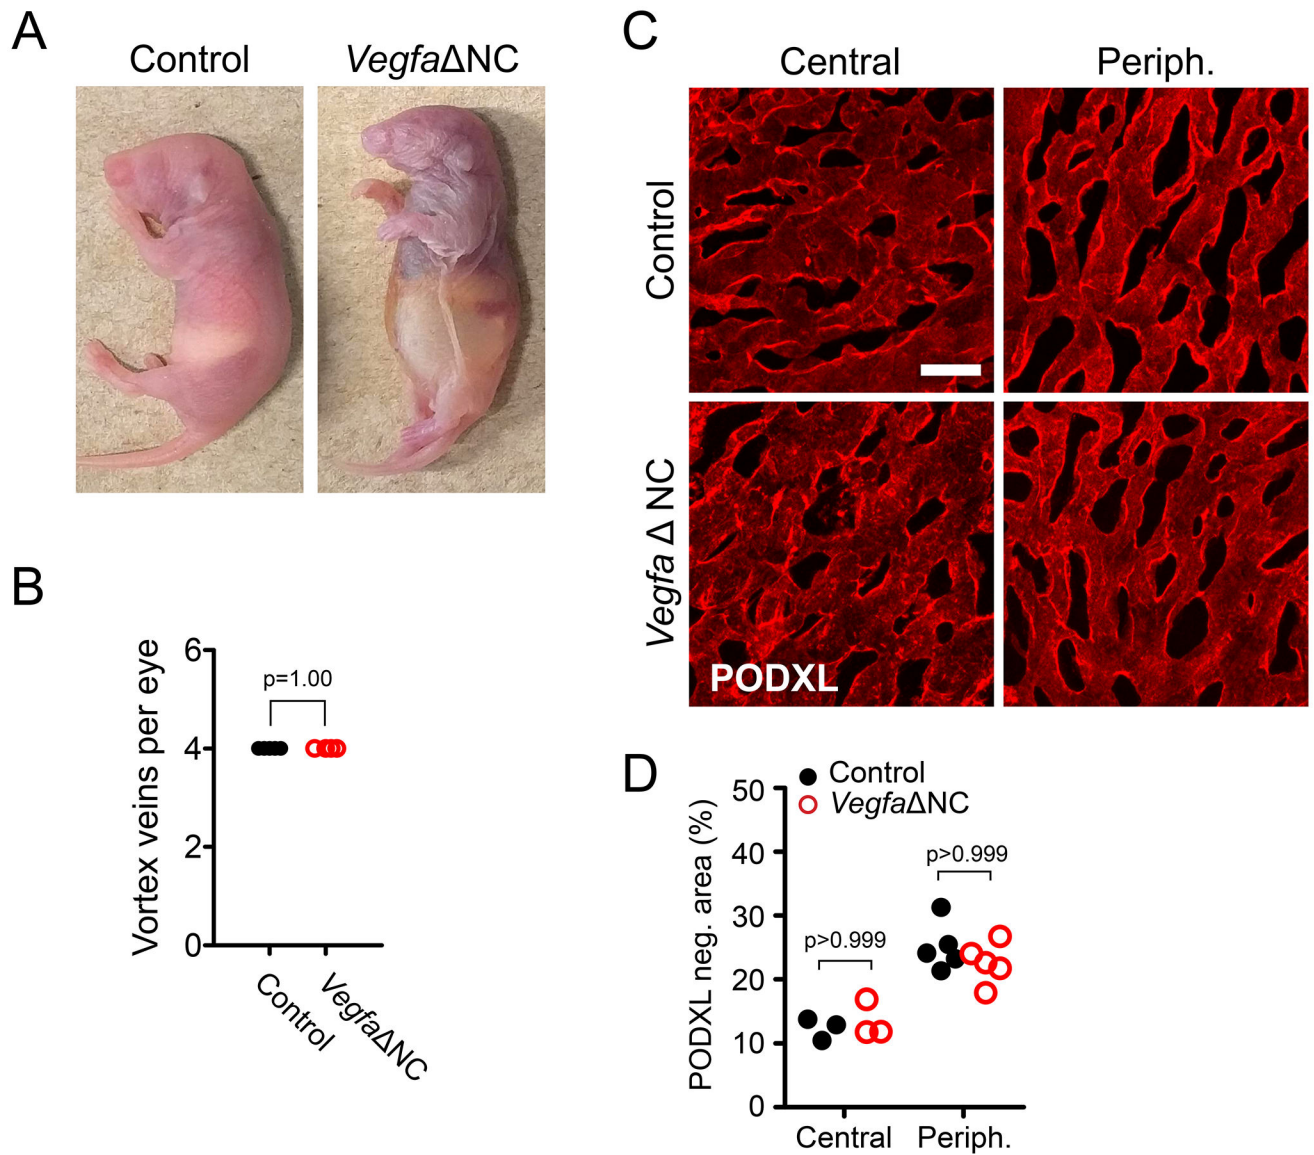 A
Control
VegfaΔNC
B
Vortex veins per eye
6
4
2
0
p=1.00
Control
VegfaΔNC
C
Central
Periph.
Control
Vegfa Δ NC
PODXL
D
Control
VegfaΔNC
PODXL neg. area (%)
50
40
30
20
10
0
p>0.999
p>0.999
Central
Periph.